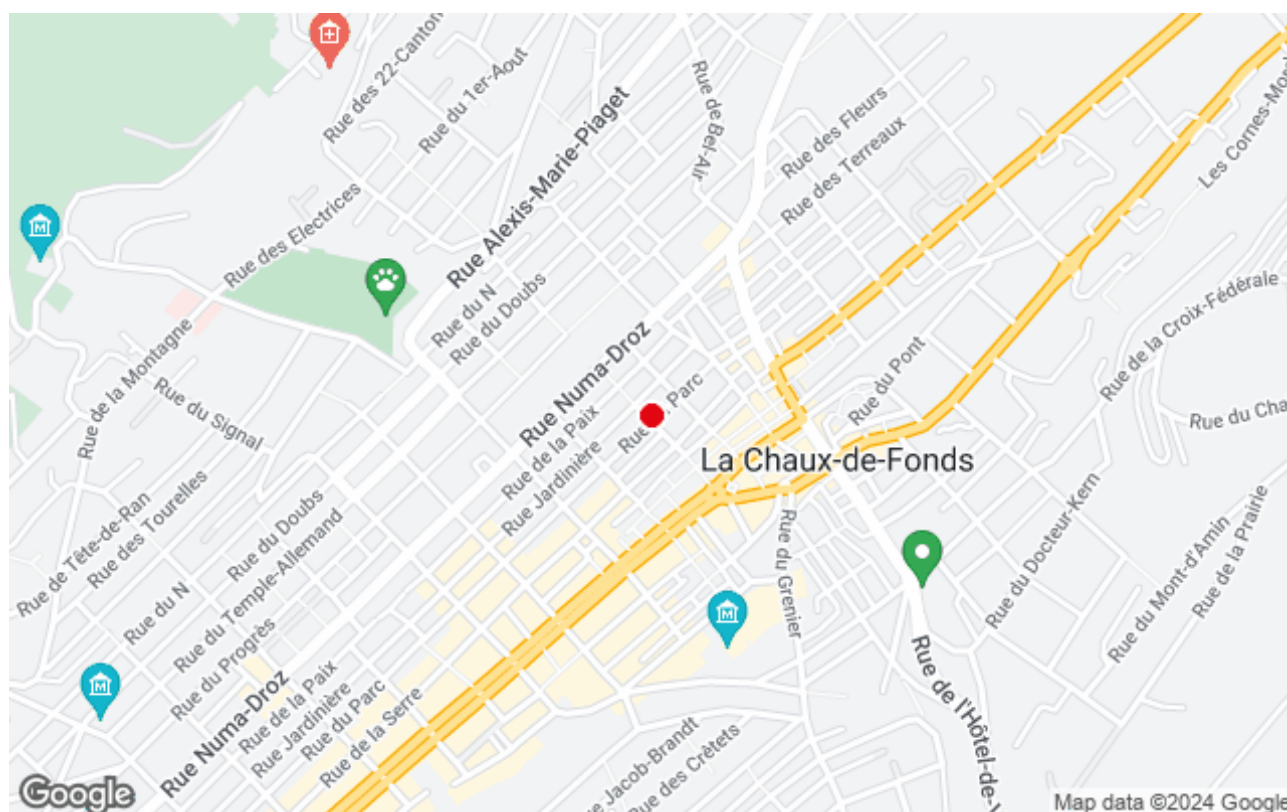 Rue des 22-Canton
Rue du 1er-Aout
Rue Alexis-Marie-Piaget
Rue de Bel-Air
Rue des Fleurs
Rue des Terreaux
Les Cornes-Morel
Rue des Electrices
Rue du N
Rue du Doubs
Rue de la Croix-Fédérale
Rue de la Montagne
Rue du Signal
Rue Numa-Droz
Rue de la Paix
Rue Jardinière
Rue Parc
Rue du Pont
Rue du Cha
La Chaux-de-Fonds
Rue de Tête-de-Ran
Rue des Tourelles
Rue du Doubs
Rue du Temple-Allemand
Rue du N
Rue du Progrès
Rue du Grenier
Rue du Docteur-Kern
Rue du Mont-d'Amin
Rue de la Prairie
Rue Numa-Droz
Rue de la Paix
Rue Jardinière
Rue du Parc
Rue de la Serre
Rue de l'Hôtel-de-V
e Jacob-Brandt
Rue des Crêtets
Google
Map data ©2024 Google